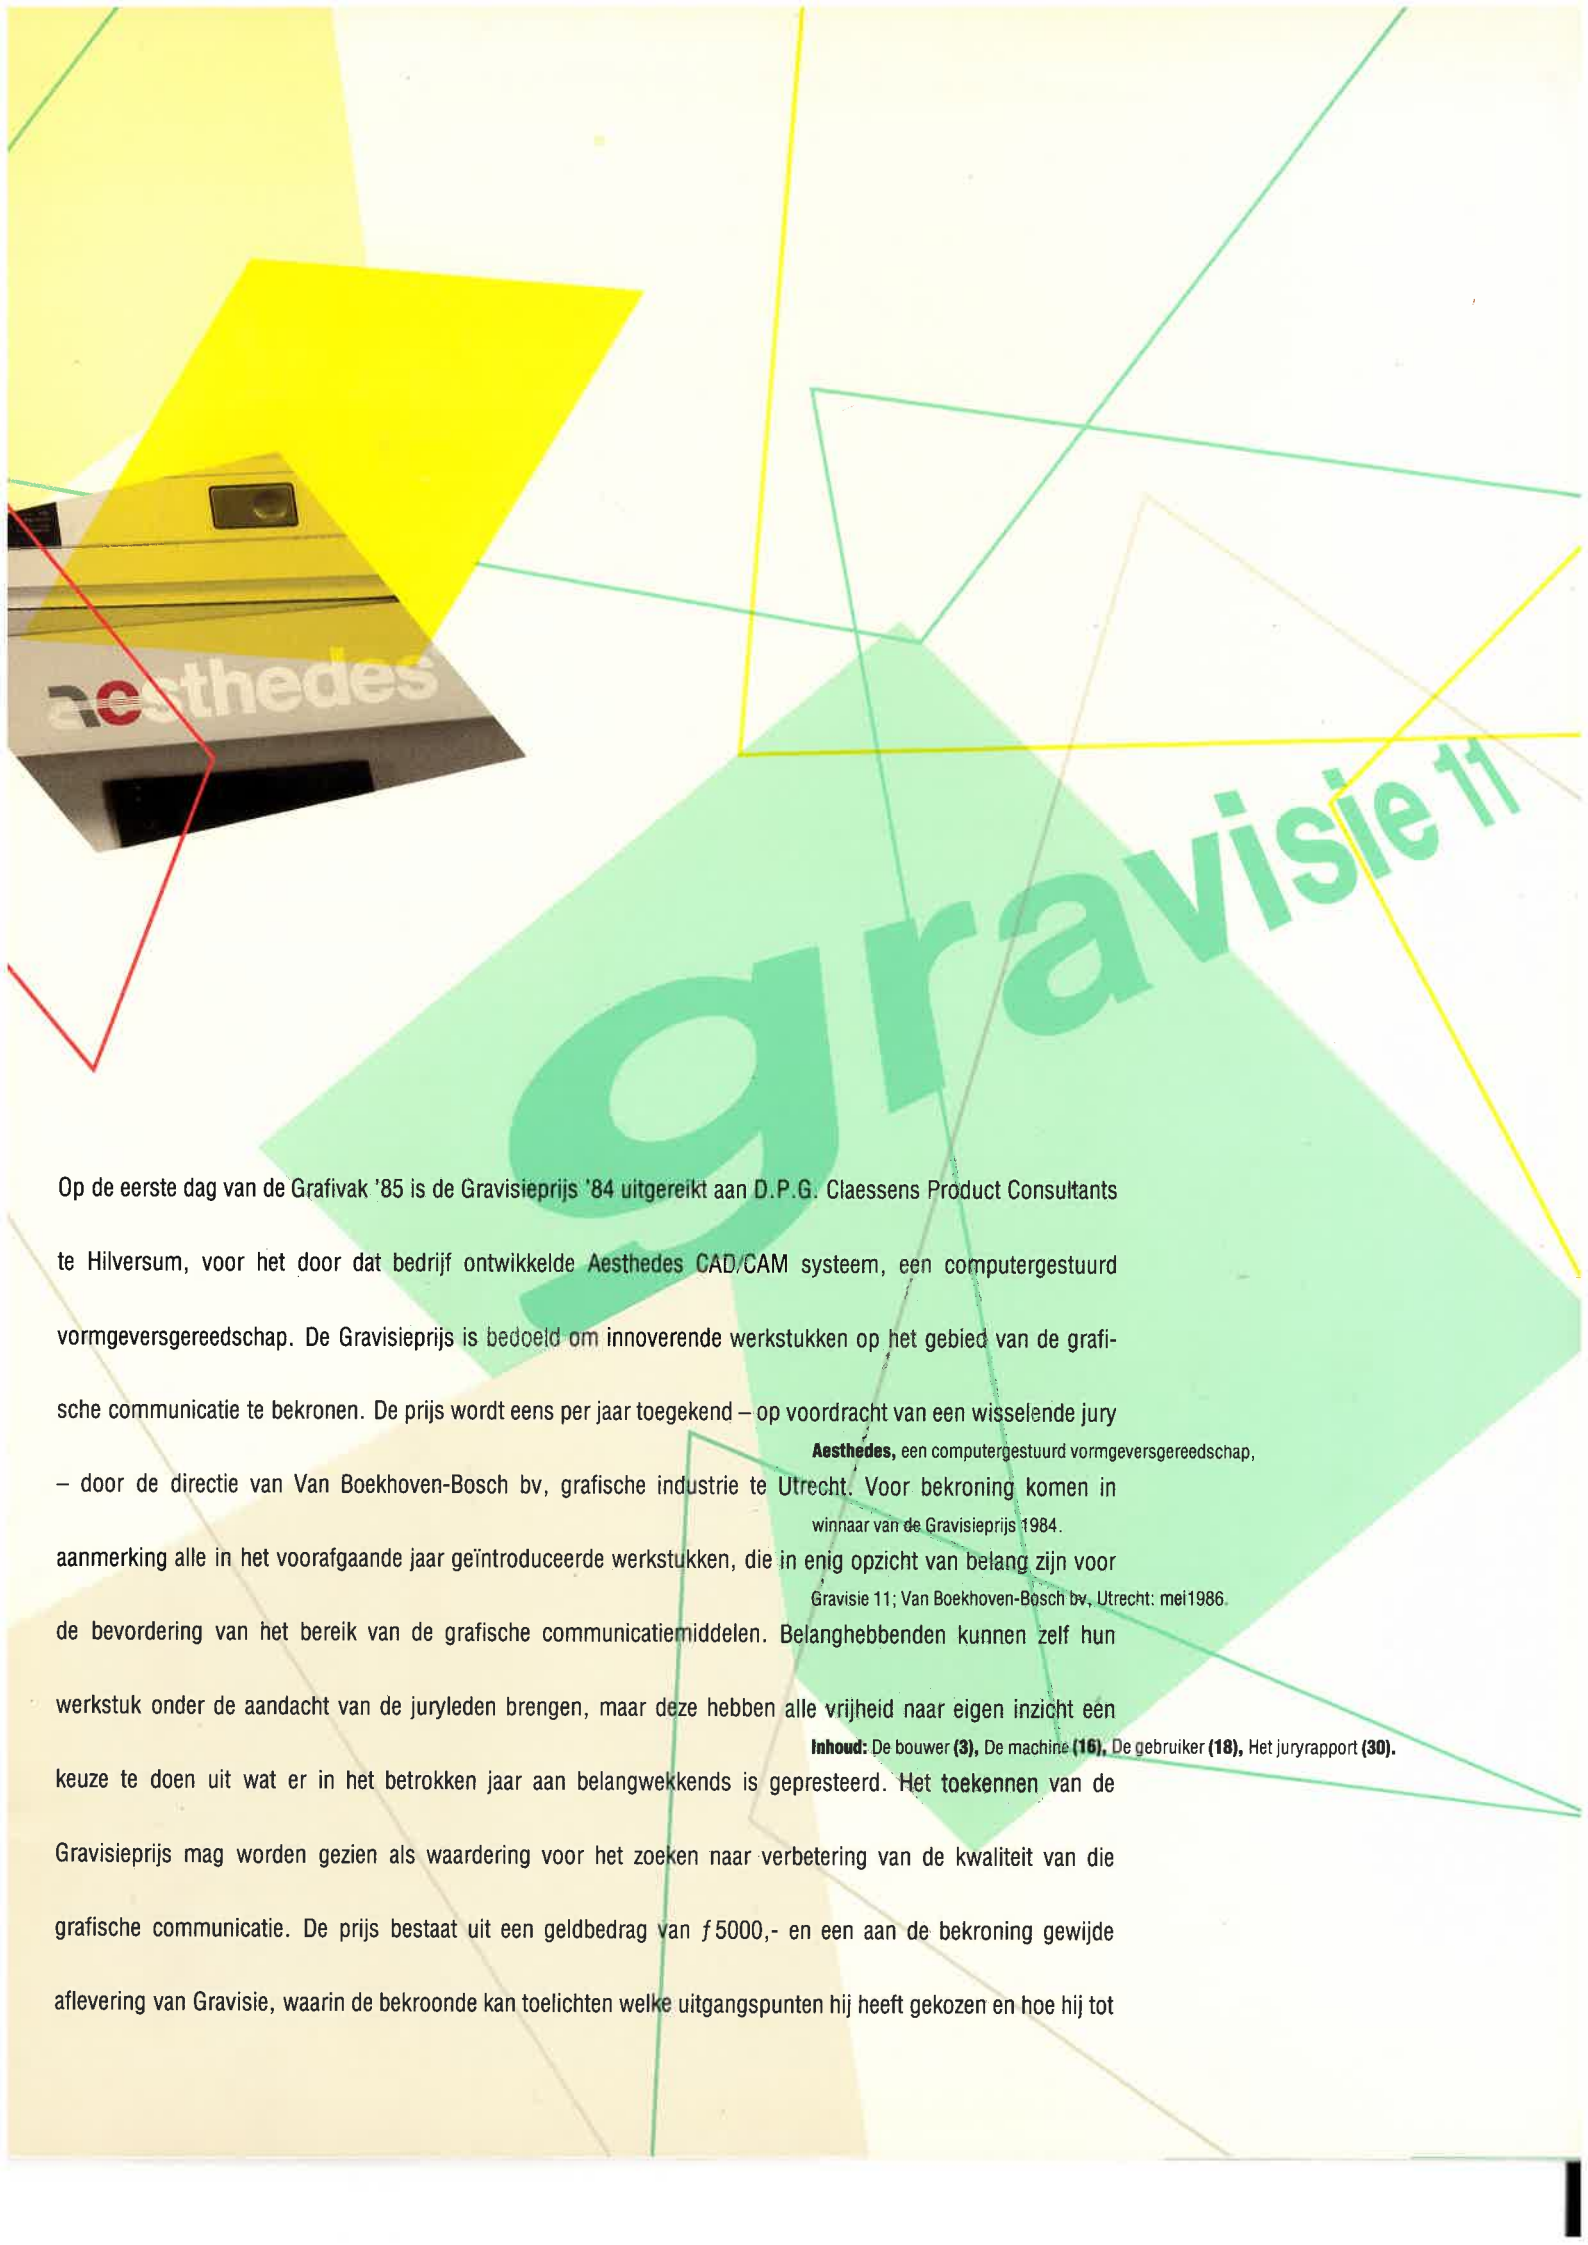 aesthedes
gravisie 11
Op de eerste dag van de Grafivak '85 is de Gravisieprijs '84 uitgereikt aan D.P.G. Claessens Product Consultants
te Hilversum, voor het door dat bedrijf ontwikkelde Aesthedes CAD/CAM systeem, een computergestuurd
vormgeversgereedschap. De Gravisieprijs is bedoeld om innoverende werkstukken op het gebied van de grafi-
sche communicatie te bekronen. De prijs wordt eens per jaar toegekend – op voordracht van een wisselende jury
– door de directie van Van Boekhoven-Bosch bv, grafische industrie te Utrecht. Voor bekroning komen in
aanmerking alle in het voorafgaande jaar geïntroduceerde werkstukken, die in enig opzicht van belang zijn voor
de bevordering van het bereik van de grafische communicatiemiddelen. Belanghebbenden kunnen zelf hun
werkstuk onder de aandacht van de juryleden brengen, maar deze hebben alle vrijheid naar eigen inzicht een
keuze te doen uit wat er in het betrokken jaar aan belangwekkends is gepresteerd. Het toekennen van de
Gravisieprijs mag worden gezien als waardering voor het zoeken naar verbetering van de kwaliteit van die
grafische communicatie. De prijs bestaat uit een geldbedrag van ƒ 5000,- en een aan de bekroning gewijde
aflevering van Gravisie, waarin de bekroonde kan toelichten welke uitgangspunten hij heeft gekozen en hoe hij tot
Aesthedes, een computergestuurd vormgeversgereedschap,
winnaar van de Gravisieprijs 1984.
Gravisie 11; Van Boekhoven-Bosch bv, Utrecht: mei 1986.
Inhoud: De bouwer (3), De machine (16), De gebruiker (18), Het juryrapport (30).